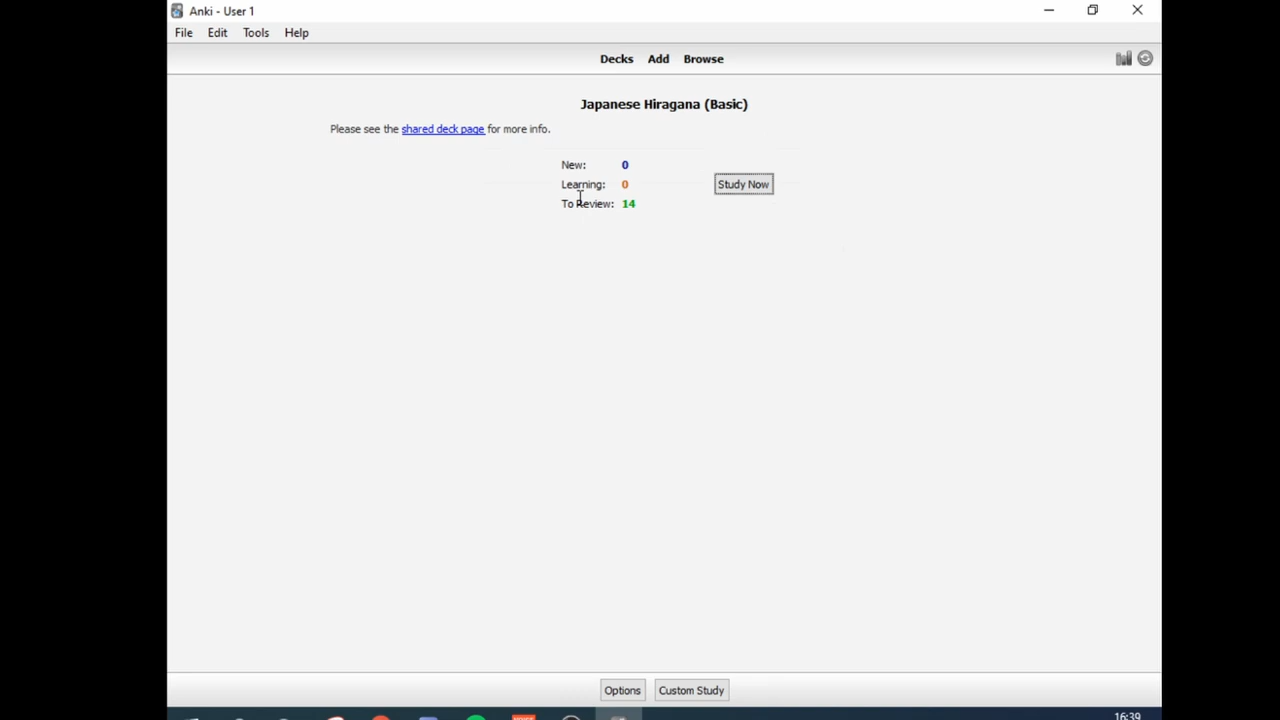 Anki - User 1
File Edit Tools Help
Decks Add Browse
Japanese Hiragana (Basic)
Please see the shared deck page for more info.
New: 0
Learning: 0
Study Now
To Review: 14
Options Custom Study
16:39